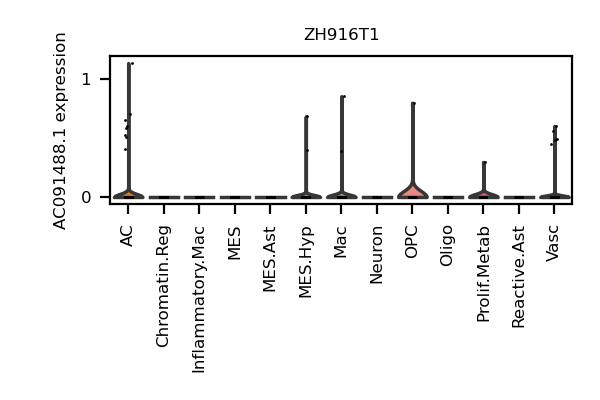 ZH916T1
AC091488.1 expression
1
0
AC
Chromatin.Reg
Inflammatory.Mac
MES
MES.Ast
MES.Hyp
Mac
Neuron
OPC
Oligo
Prolif.Metab
Reactive.Ast
Vasc